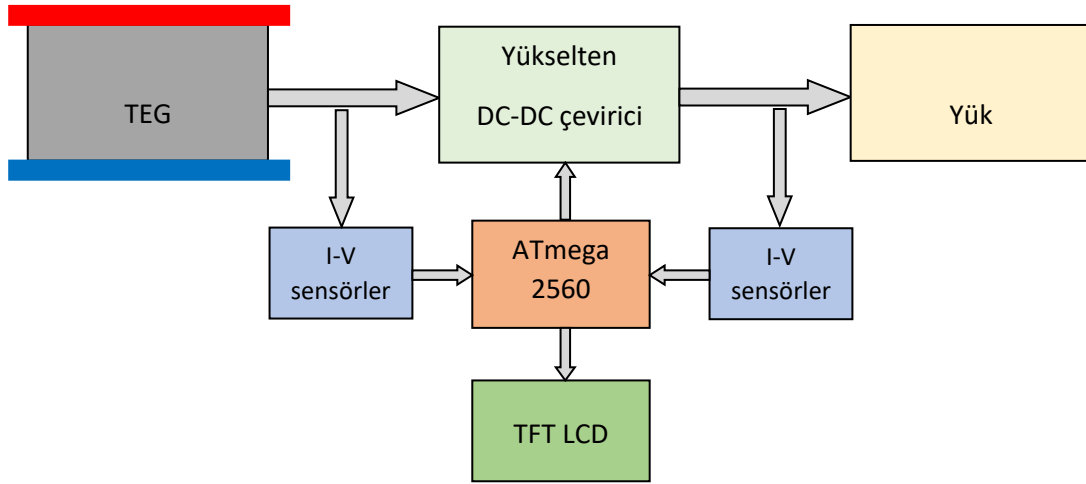 TEG
Yükselten
DC-DC çevirici
Yük
I-V
sensörler
ATmega
2560
I-V
sensörler
TFT LCD